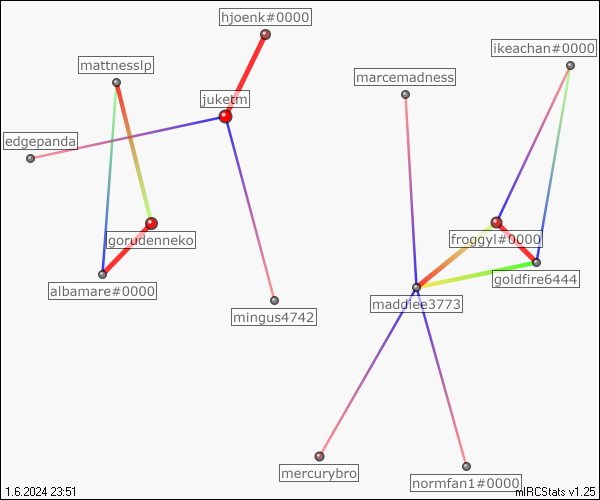 hjoenk#0000
ikeachan#0000
mattnesslp
marcemadness
juketm
edgepanda
gorudenneko
froggyl#0000
goldfire6444
albamare#0000
maddiee3773
mingus4742
mercurybro
normfan1#0000
1.6.2024 23:51
mIRCStats v1.25